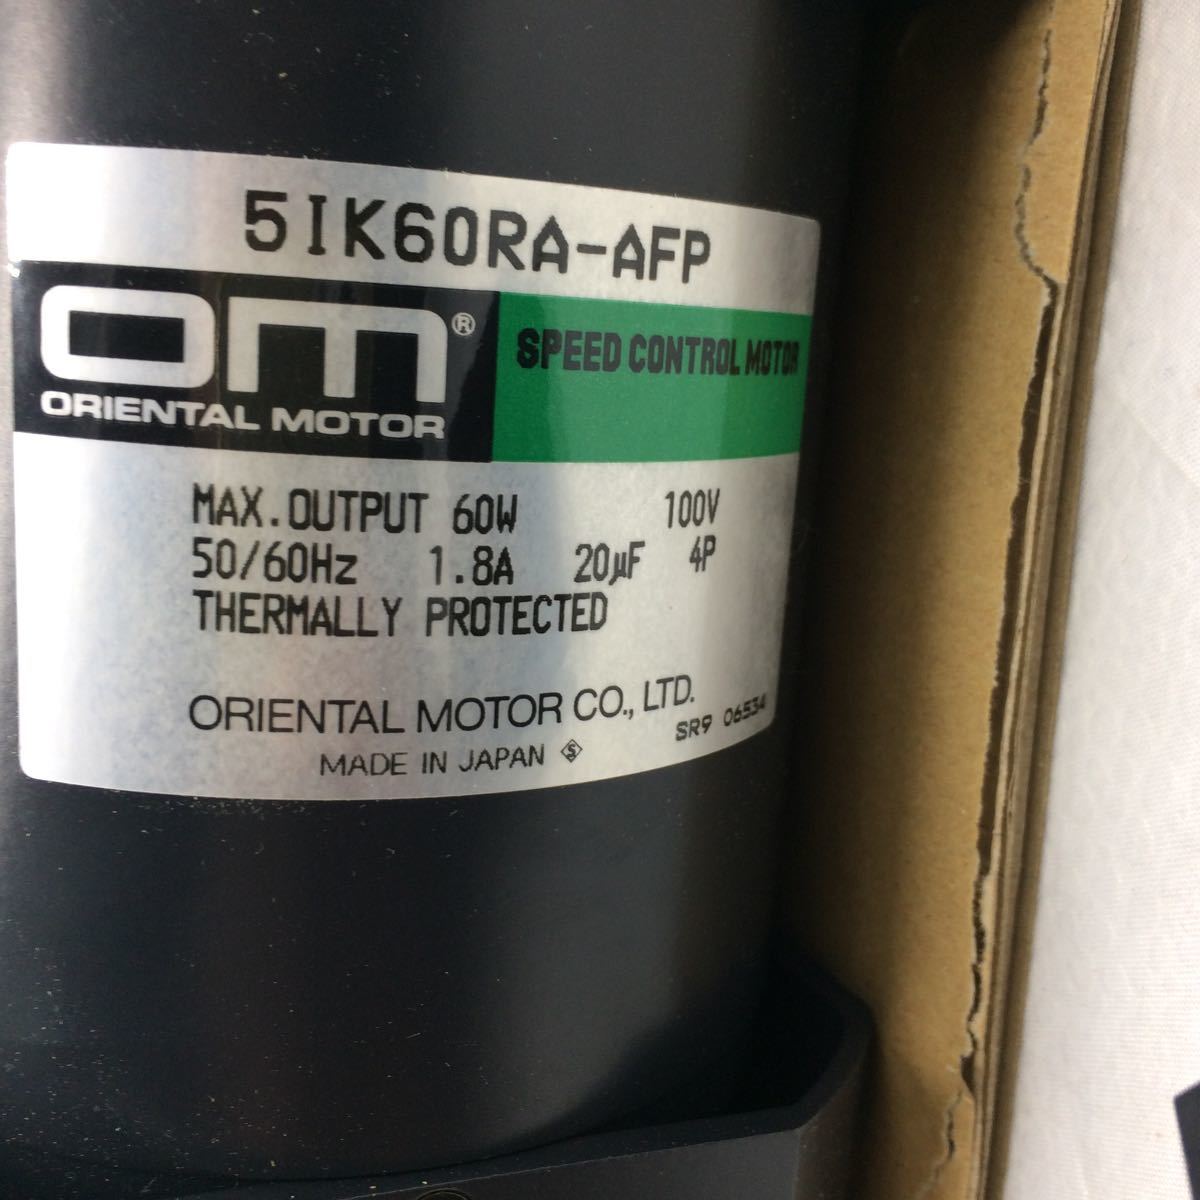 5IK60RA-AFP
om®
ORIENTAL MOTOR
SPEED CONTROL MOTOR
MAX.OUTPUT 60W 100V
50/60Hz 1.8A 20µF 4P
THERMALLY PROTECTED
ORIENTAL MOTOR CO., LTD.
SR9 06534
MADE IN JAPAN S